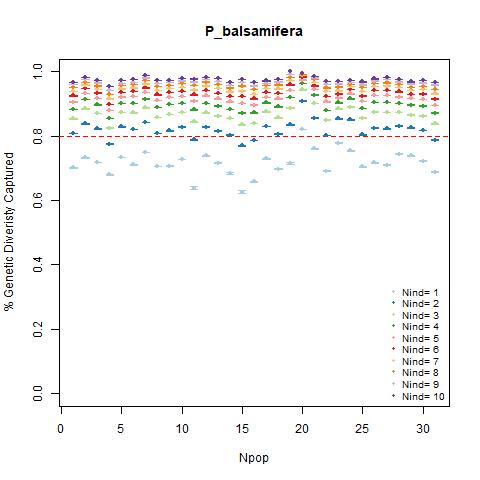 P_balsamifera
% Genetic Diveristy Captured
1.0
0.8
0.6
0.4
0.2
0.0
0 5 10 15 20 25 30
Npop
Nind= 1
Nind= 2
Nind= 3
Nind= 4
Nind= 5
Nind= 6
Nind= 7
Nind= 8
Nind= 9
Nind= 10